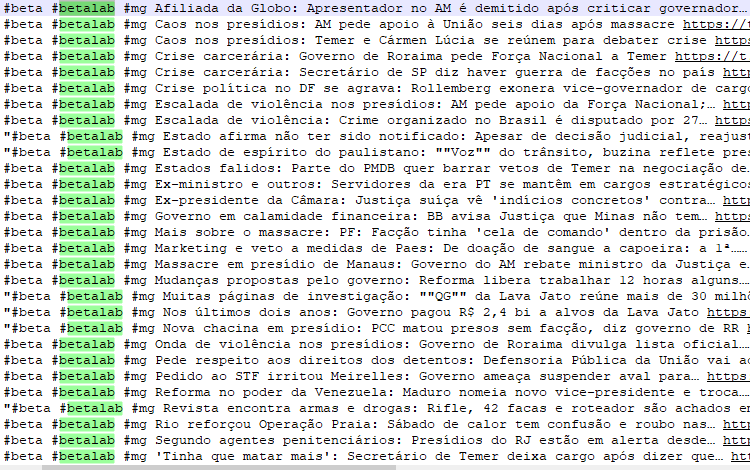 #beta #betalab #mg Afiliada da Globo: Apresentador no AM é demitido após criticar governador…
#beta #betalab #mg Caos nos presídios: AM pede apoio à União seis dias após massacre https://t
#beta #betalab #mg Caos nos presídios: Temer e Cármen Lúcia se reúnem para debater crise https
#beta #betalab #mg Crise carcerária: Governo de Roraima pede Força Nacional a Temer https://t
#beta #betalab #mg Crise carcerária: Secretário de SP diz haver guerra de facções no país http
#beta #betalab #mg Crise política no DF se agrava: Rollemberg exonera vice-governador de cargo
#beta #betalab #mg Escalada de violência nos presídios: AM pede apoio da Força Nacional;… http
#beta #betalab #mg Escalada de violência: Crime organizado no Brasil é disputado por 27… https
"#beta #betalab #mg Estado afirma não ter sido notificado: Apesar de decisão judicial, reajust
"#beta #betalab #mg Estado de espírito do paulistano: ""Voz"" do trânsito, buzina reflete pres
#beta #betalab #mg Estados falidos: Parte do PMDB quer barrar vetos de Temer na negociação de…
#beta #betalab #mg Ex-ministro e outros: Servidores da era PT se mantêm em cargos estratégicos
#beta #betalab #mg Ex-presidente da Câmara: Justiça suíça vê 'indícios concretos' contra… http
#beta #betalab #mg Governo em calamidade financeira: BB avisa Justiça que Minas não tem… https
#beta #betalab #mg Mais sobre o massacre: PF: Facção tinha 'cela de comando' dentro da prisão…
#beta #betalab #mg Marketing e veto a medidas de Paes: De doação de sangue a capoeira: a 1ª……
#beta #betalab #mg Massacre em presídio de Manaus: Governo do AM rebate ministro da Justiça e…
#beta #betalab #mg Mudanças propostas pelo governo: Reforma libera trabalhar 12 horas alguns…
"#beta #betalab #mg Muitas páginas de investigação: ""QG"" da Lava Jato reúne mais de 30 milhõ
"#beta #betalab #mg Nos últimos dois anos: Governo pagou R$ 2,4 bi a alvos da Lava Jato https
"#beta #betalab #mg Nova chacina em presídio: PCC matou presos sem facção, diz governo de RR h
#beta #betalab #mg Onda de violência nos presídios: Governo de Roraima divulga lista oficial…
#beta #betalab #mg Pede respeito aos direitos dos detentos: Defensoria Pública da União vai ao
#beta #betalab #mg Pedido ao STF irritou Meirelles: Governo ameaça suspender aval para… https
#beta #betalab #mg Reforma no poder da Venezuela: Maduro nomeia novo vice-presidente e troca…
"#beta #betalab #mg Revista encontra armas e drogas: Rifle, 42 facas e roteador são achados em
#beta #betalab #mg Rio reforçou Operação Praia: Sábado de calor tem confusão e roubo nas… http
#beta #betalab #mg Segundo agentes penitenciários: Presídios do RJ estão em alerta desde… http
#beta #betalab #mg 'Tinha que matar mais': Secretário de Temer deixa cargo após dizer que… htt